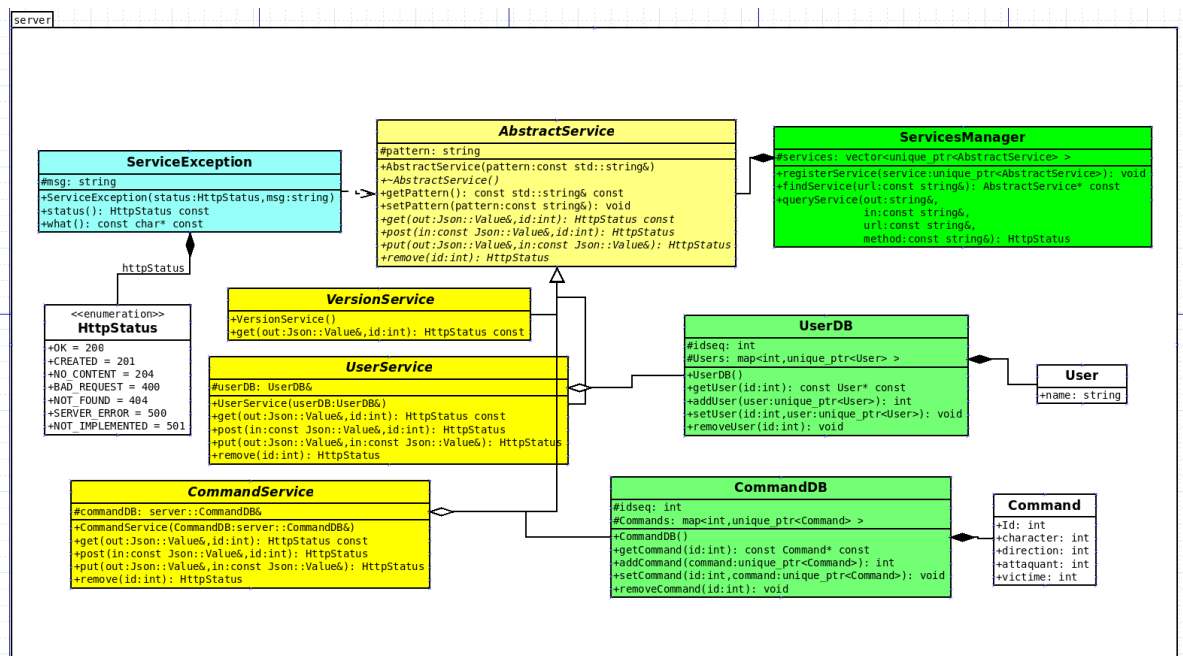 server
AbstractService
#pattern: string
+AbstractService(pattern:const std::string&)
+~AbstractService()
+getPattern(): const std::string& const
+setPattern(pattern:const string&): void
+get(out:Json::Value&,id:int): HttpStatus const
+post(in:const Json::Value&,id:int): HttpStatus
+put(out:Json::Value&,in:const Json::Value&): HttpStatus
+remove(id:int): HttpStatus
ServicesManager
#services: vector<unique_ptr<AbstractService> >
+registerService(service:unique_ptr<AbstractService>): void
+findService(url:const string&): AbstractService* const
+queryService(out:string&,
in:const string&,
url:const string&,
method:const string&): HttpStatus
ServiceException
#msg: string
+ServiceException(status:HttpStatus,msg:string)
+status(): HttpStatus const
+what(): const char* const
httpStatus
<<enumeration>>
HttpStatus
+OK = 200
+CREATED = 201
+NO_CONTENT = 204
+BAD_REQUEST = 400
+NOT_FOUND = 404
+SERVER_ERROR = 500
+NOT_IMPLEMENTED = 501
VersionService
+VersionService()
+get(out:Json::Value&,id:int): HttpStatus const
UserService
#userDB: UserDB&
+UserService(userDB:UserDB&)
+get(out:Json::Value&,id:int): HttpStatus const
+post(in:const Json::Value&,id:int): HttpStatus
+put(out:Json::Value&,in:const Json::Value&): HttpStatus
+remove(id:int): HttpStatus
UserDB
#idseq: int
#Users: map<int,unique_ptr<User> >
+UserDB()
+getUser(id:int): const User* const
+addUser(user:unique_ptr<User>): int
+setUser(id:int,user:unique_ptr<User>): void
+removeUser(id:int): void
User
+name: string
CommandService
#commandDB: server::CommandDB&
+CommandService(CommandDB:server::CommandDB&)
+get(out:Json::Value&,id:int): HttpStatus const
+post(in:const Json::Value&,id:int): HttpStatus
+put(out:Json::Value&,in:const Json::Value&): HttpStatus
+remove(id:int): HttpStatus
CommandDB
#idseq: int
#Commands: map<int,unique_ptr<Command> >
+CommandDB()
+getCommand(id:int): const Command* const
+addCommand(command:unique_ptr<Command>): int
+setCommand(id:int,command:unique_ptr<Command>): void
+removeCommand(id:int): void
Command
+Id: int
+character: int
+direction: int
+attaquant: int
+victime: int